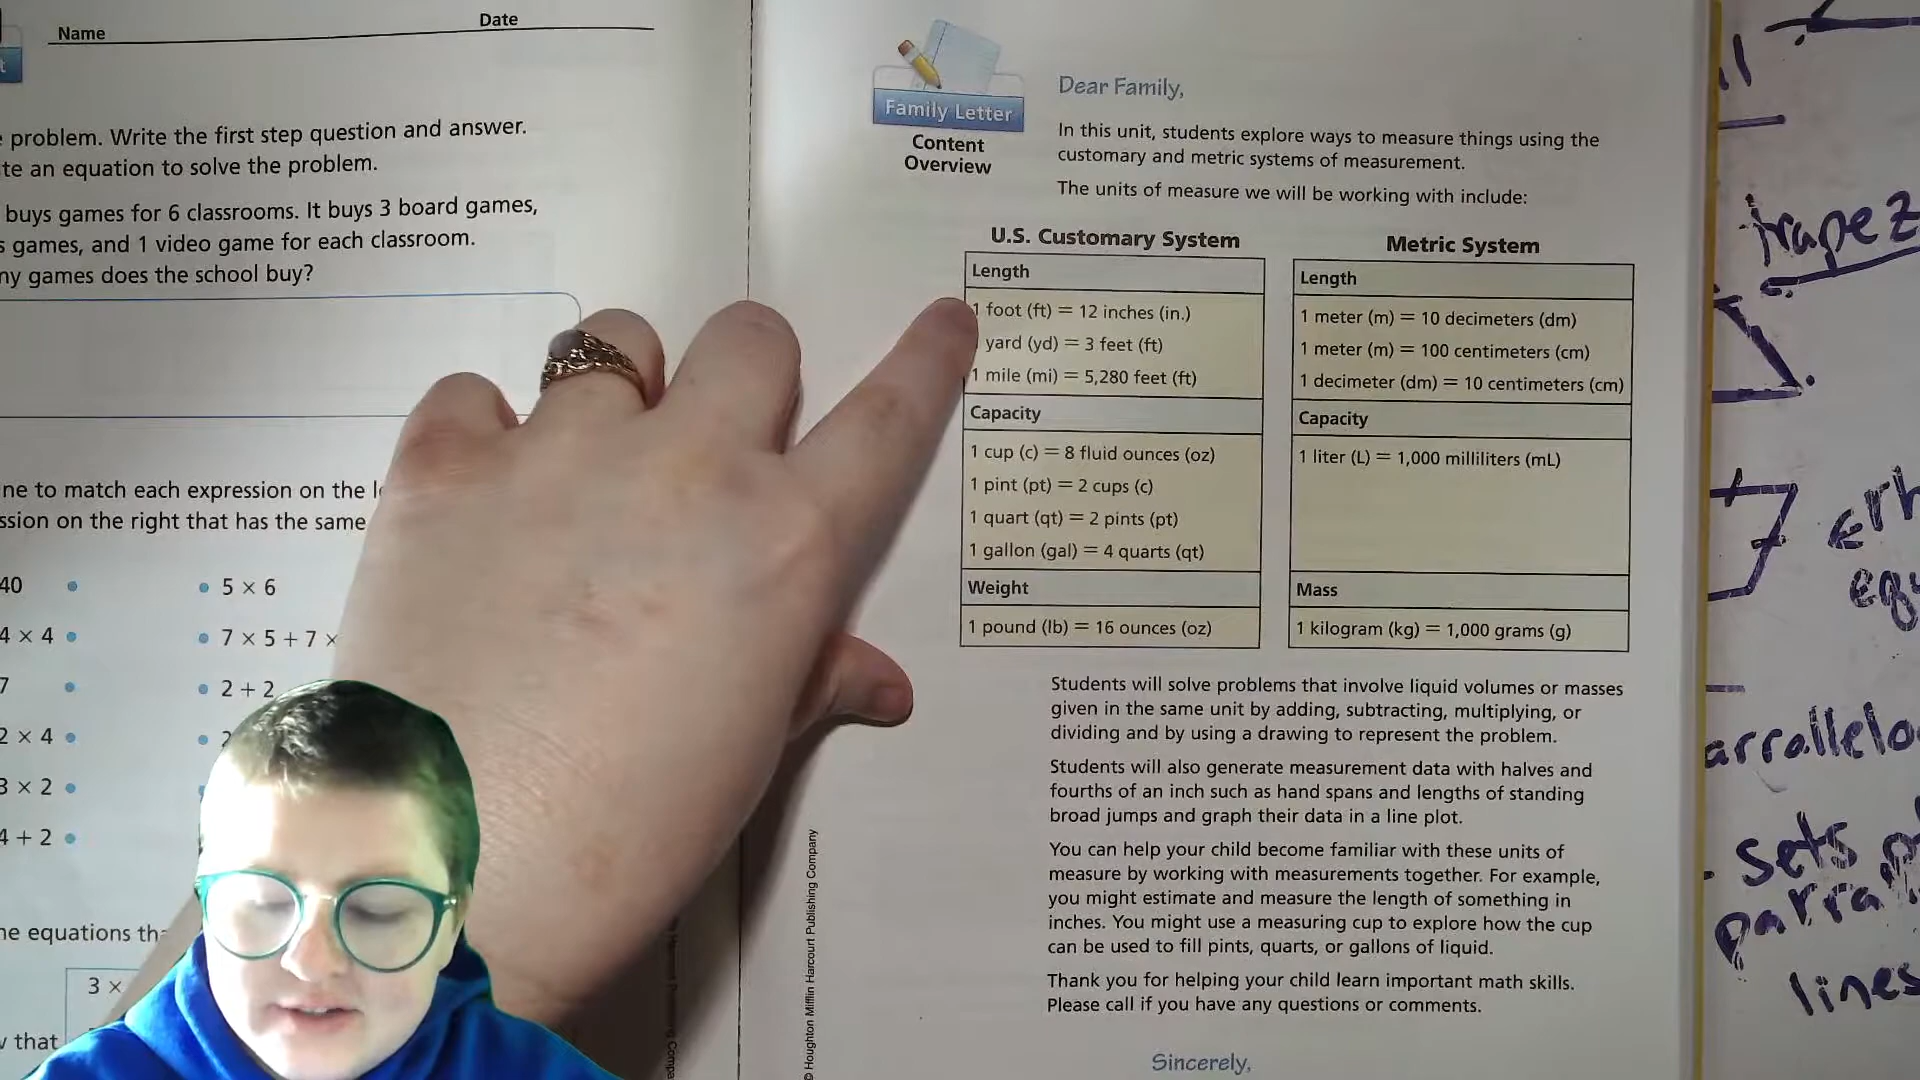 Name
Date
problem. Write the first step question and answer.
an equation to solve the problem.
buys games for 6 classrooms. It buys 3 board games,
games, and 1 video game for each classroom.
games does the school buy?
to match each expression on the
on the right that has the same
40
5 × 6
4 × 4
7 × 5 + 7 ×
7
2 + 2
2 × 4
3 × 2
4 + 2
equations
3 ×
that
Family Letter
Content
Overview
Dear Family,
In this unit, students explore ways to measure things using the
customary and metric systems of measurement.
The units of measure we will be working with include:
U.S. Customary System
Length
1 foot (ft) = 12 inches (in.)
yard (yd) = 3 feet (ft)
1 mile (mi) = 5,280 feet (ft)
Capacity
1 cup (c) = 8 fluid ounces (oz)
1 pint (pt) = 2 cups (c)
1 quart (qt) = 2 pints (pt)
1 gallon (gal) = 4 quarts (qt)
Weight
1 pound (lb) = 16 ounces (oz)
Metric System
Length
1 meter (m) = 10 decimeters (dm)
1 meter (m) = 100 centimeters (cm)
1 decimeter (dm) = 10 centimeters (cm)
Capacity
1 liter (L) = 1,000 milliliters (mL)
Mass
1 kilogram (kg) = 1,000 grams (g)
Students will solve problems that involve liquid volumes or masses
given in the same unit by adding, subtracting, multiplying, or
dividing and by using a drawing to represent the problem.
Students will also generate measurement data with halves and
fourths of an inch such as hand spans and lengths of standing
broad jumps and graph their data in a line plot.
You can help your child become familiar with these units of
measure by working with measurements together. For example,
you might estimate and measure the length of something in
inches. You might use a measuring cup to explore how the cup
can be used to fill pints, quarts, or gallons of liquid.
Thank you for helping your child learn important math skills.
Please call if you have any questions or comments.
Sincerely,
© Houghton Mifflin Harcourt Publishing Company
trapez
arrallelo
- sets
parra
lines